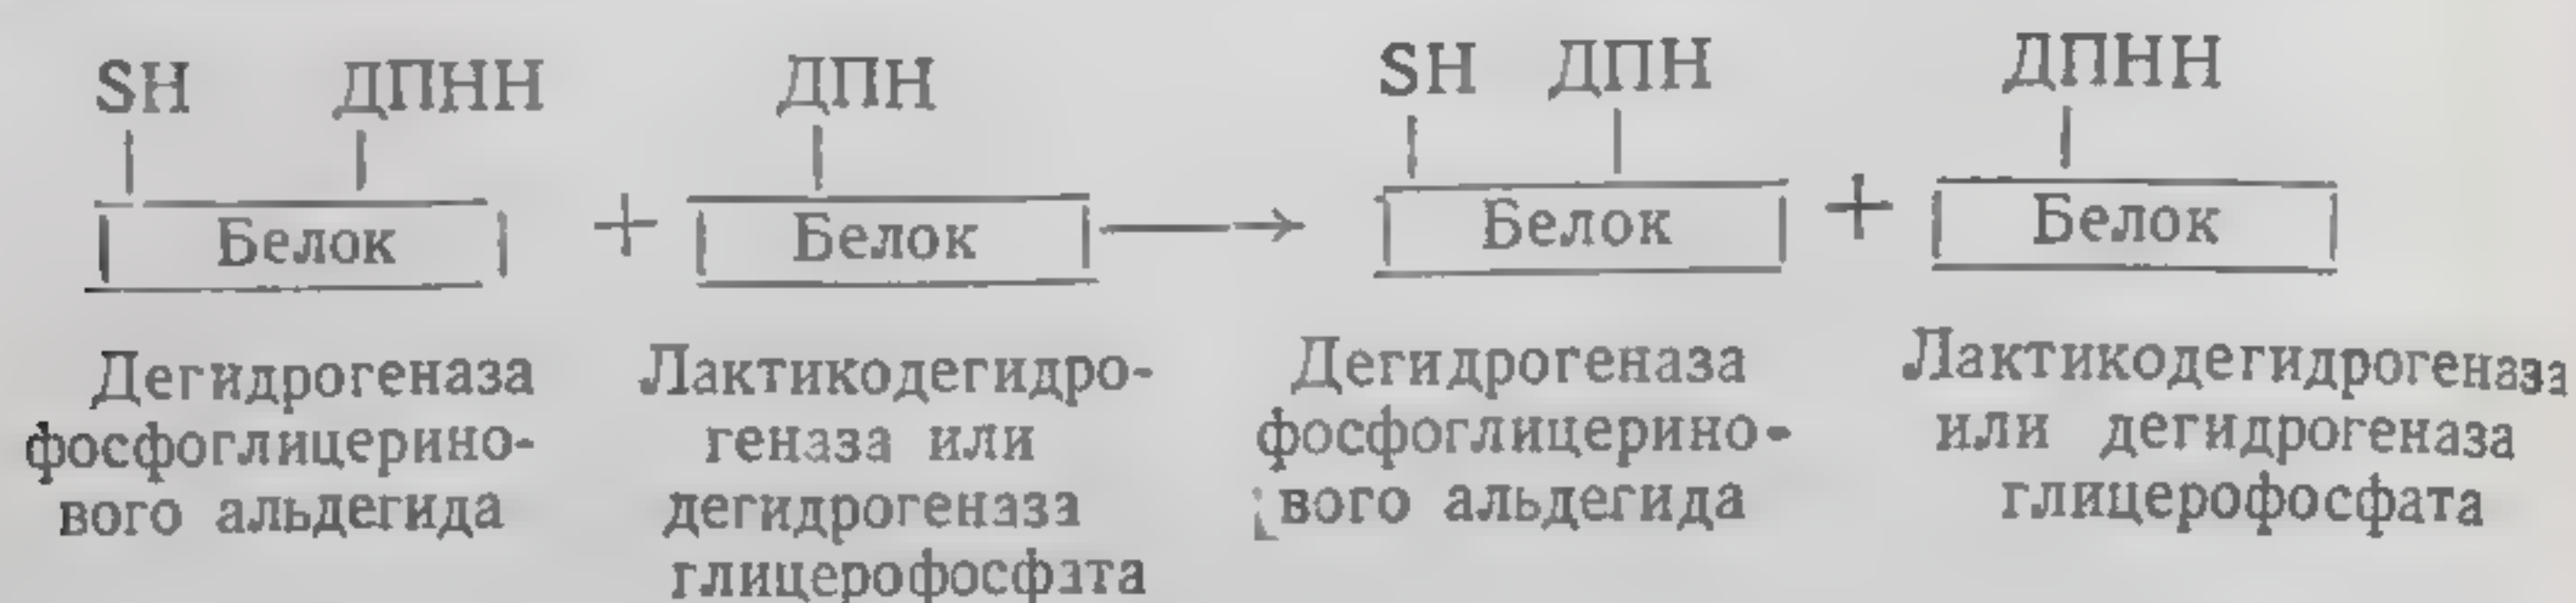 SH ДПНН ДПН SH ДПН ДПНН
Белок + Белок → Белок + Белок
Дегидрогеназа
фосфоглицерино-
вого альдегида
Лактикодегидро-
геназа или
дегидрогеназа
глицерофосфата
Дегидрогеназа
фосфоглицерино-
вого альдегида
Лактикодегидрогеназа
или дегидрогеназа
глицерофосфата